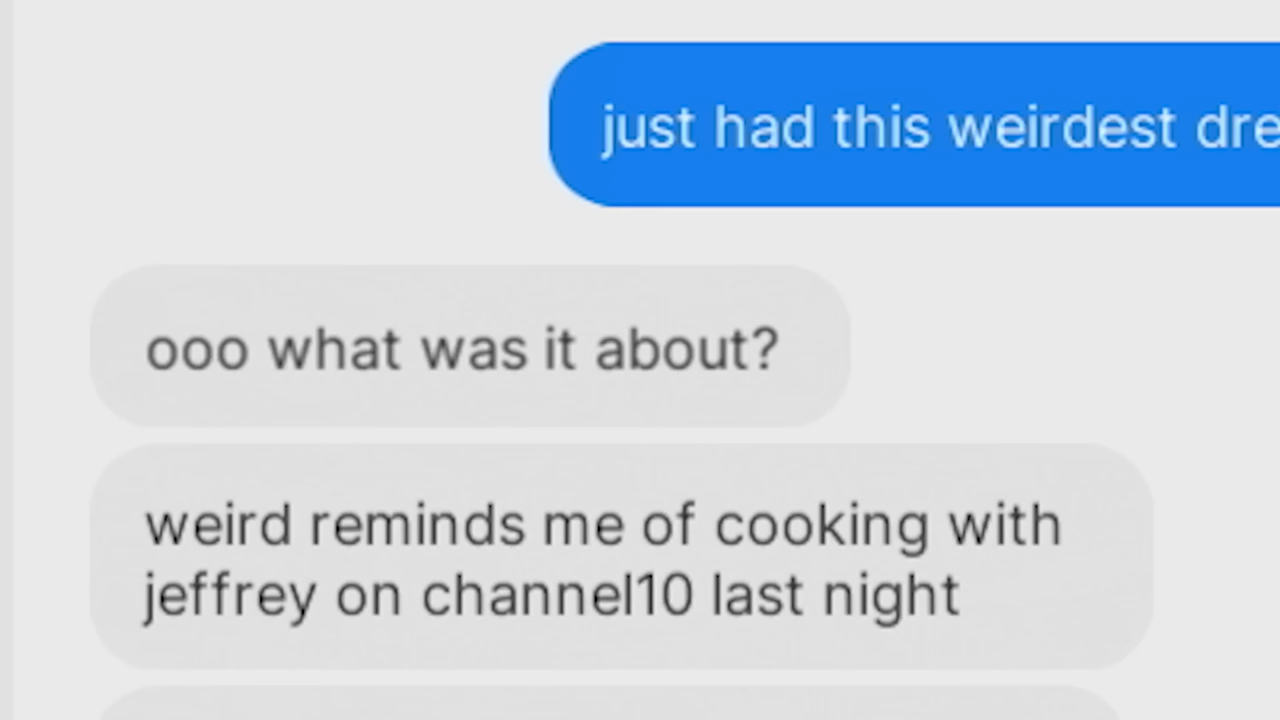 just had this weirdest
ooo what was it about?
weird reminds me of cooking with
jeffrey on channel10 last night